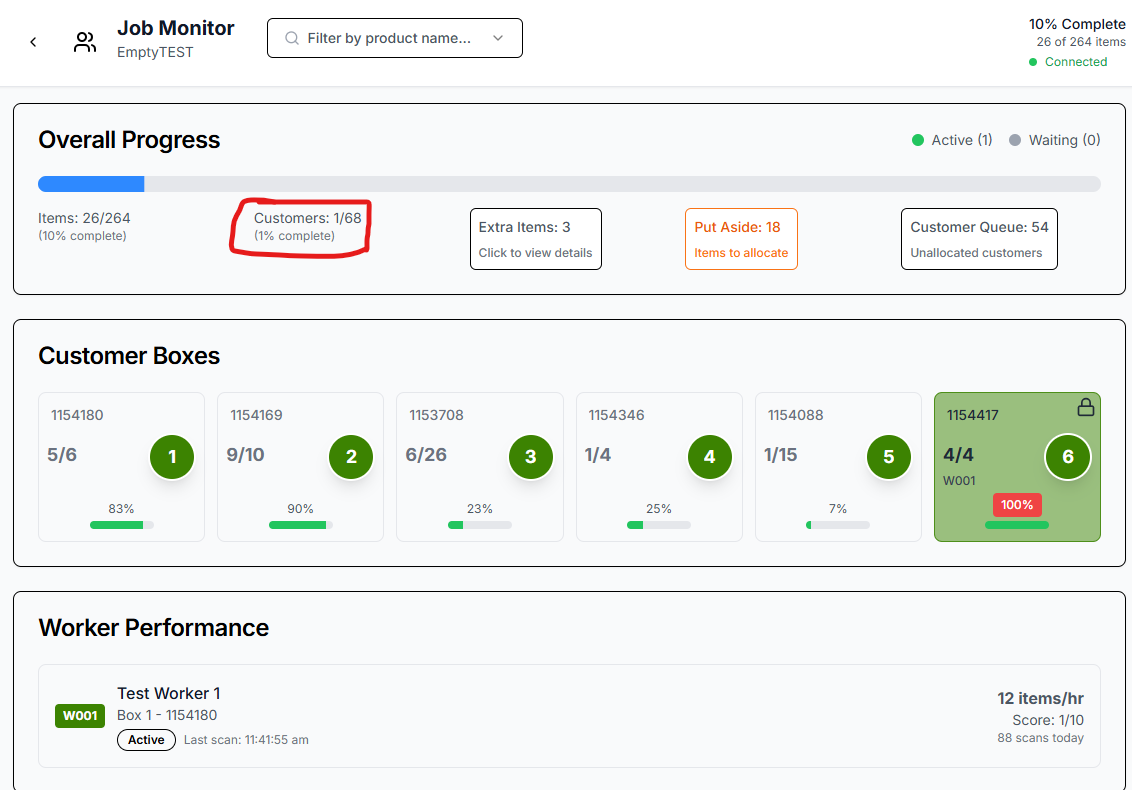 Job Monitor
EmptyTEST
Filter by product name...
10% Complete
26 of 264 items
Connected
Overall Progress
Active (1)
Waiting (0)
Items: 26/264
(10% complete)
Customers: 1/68
(1% complete)
Extra Items: 3
Click to view details
Put Aside: 18
Items to allocate
Customer Queue: 54
Unallocated customers
Customer Boxes
1154180
5/6
1
83%
1154169
9/10
2
90%
1153708
6/26
3
23%
1154346
1/4
4
25%
1154088
1/15
5
7%
1154417
4/4
6
W001
100%
Worker Performance
W001
Test Worker 1
Box 1 - 1154180
Active
Last scan: 11:41:55 am
12 items/hr
Score: 1/10
88 scans today